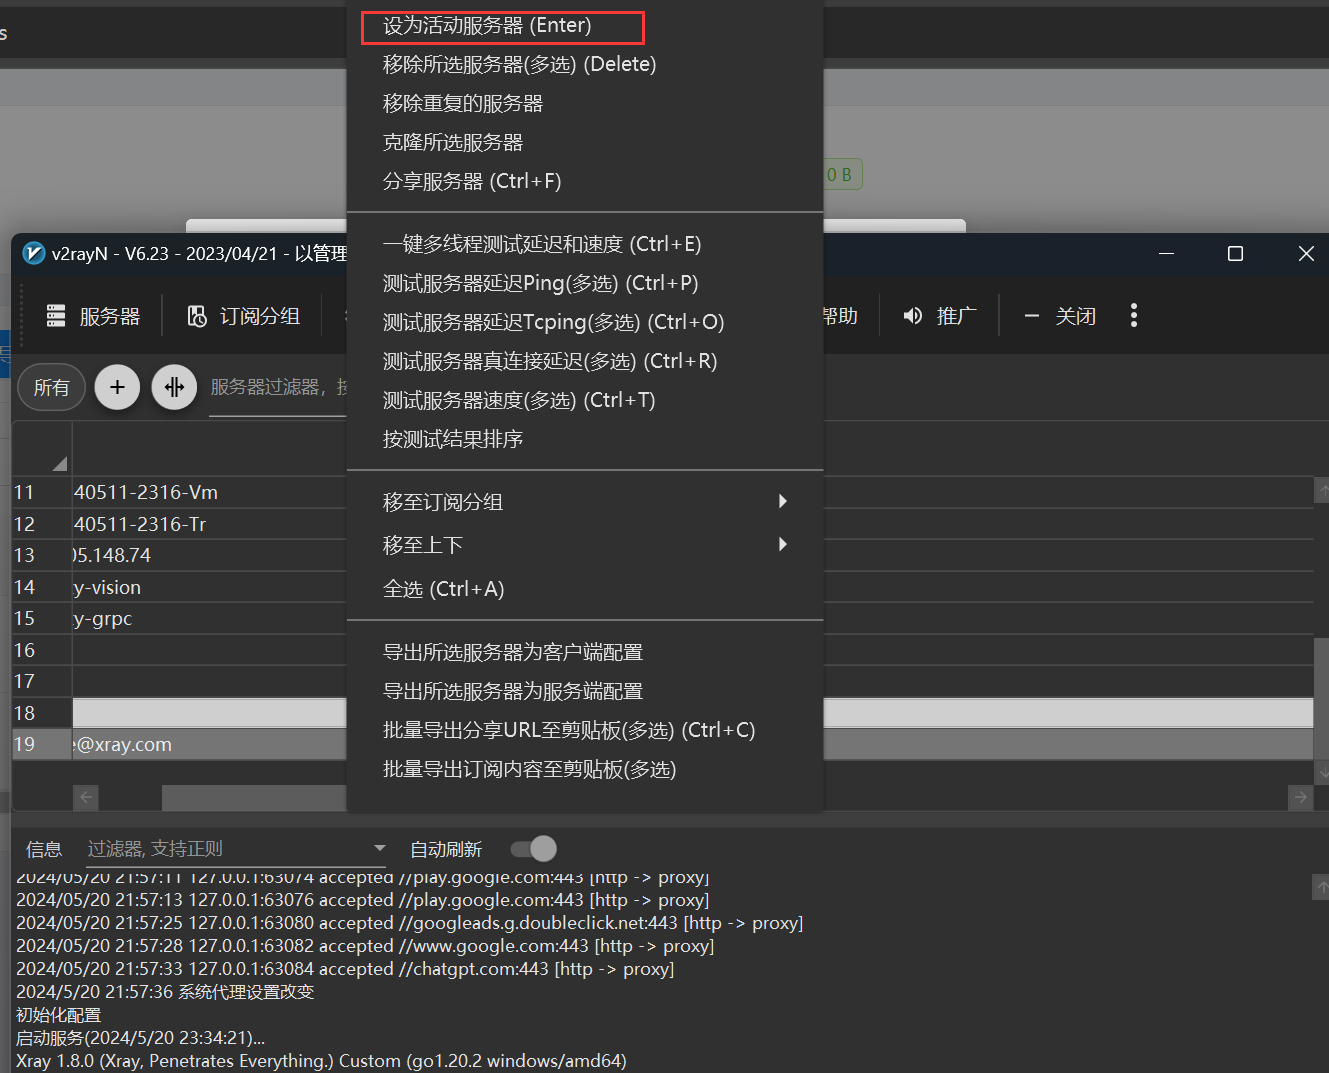 s
设为活动服务器 (Enter)
移除所选服务器(多选) (Delete)
移除重复的服务器
克隆所选服务器
分享服务器 (Ctrl+F)
0 B
一键多线程测试延迟和速度 (Ctrl+E)
测试服务器延迟Ping(多选) (Ctrl+P)
测试服务器延迟Tcping(多选) (Ctrl+O)
测试服务器真连接延迟(多选) (Ctrl+R)
测试服务器速度(多选) (Ctrl+T)
按测试结果排序
移至订阅分组
移至上下
全选 (Ctrl+A)
导出所选服务器为客户端配置
导出所选服务器为服务端配置
批量导出分享URL至剪贴板(多选) (Ctrl+C)
批量导出订阅内容至剪贴板(多选)
v2rayN - V6.23 - 2023/04/21 - 以管理
服务器 订阅分组 帮助 推广 关闭
所有 服务器过滤器，按
11 40511-2316-Vm
12 40511-2316-Tr
13 05.148.74
14 y-vision
15 y-grpc
16
17
18
19 e@xray.com
信息 过滤器, 支持正则 自动刷新
2024/05/20 21:57:11 127.0.0.1:63074 accepted //play.google.com:443 [http -> proxy]
2024/05/20 21:57:13 127.0.0.1:63076 accepted //play.google.com:443 [http -> proxy]
2024/05/20 21:57:25 127.0.0.1:63080 accepted //googleads.g.doubleclick.net:443 [http -> proxy]
2024/05/20 21:57:28 127.0.0.1:63082 accepted //www.google.com:443 [http -> proxy]
2024/05/20 21:57:33 127.0.0.1:63084 accepted //chatgpt.com:443 [http -> proxy]
2024/5/20 21:57:36 系统代理设置改变
初始化配置
启动服务(2024/5/20 23:34:21)...
Xray 1.8.0 (Xray, Penetrates Everything.) Custom (go1.20.2 windows/amd64)